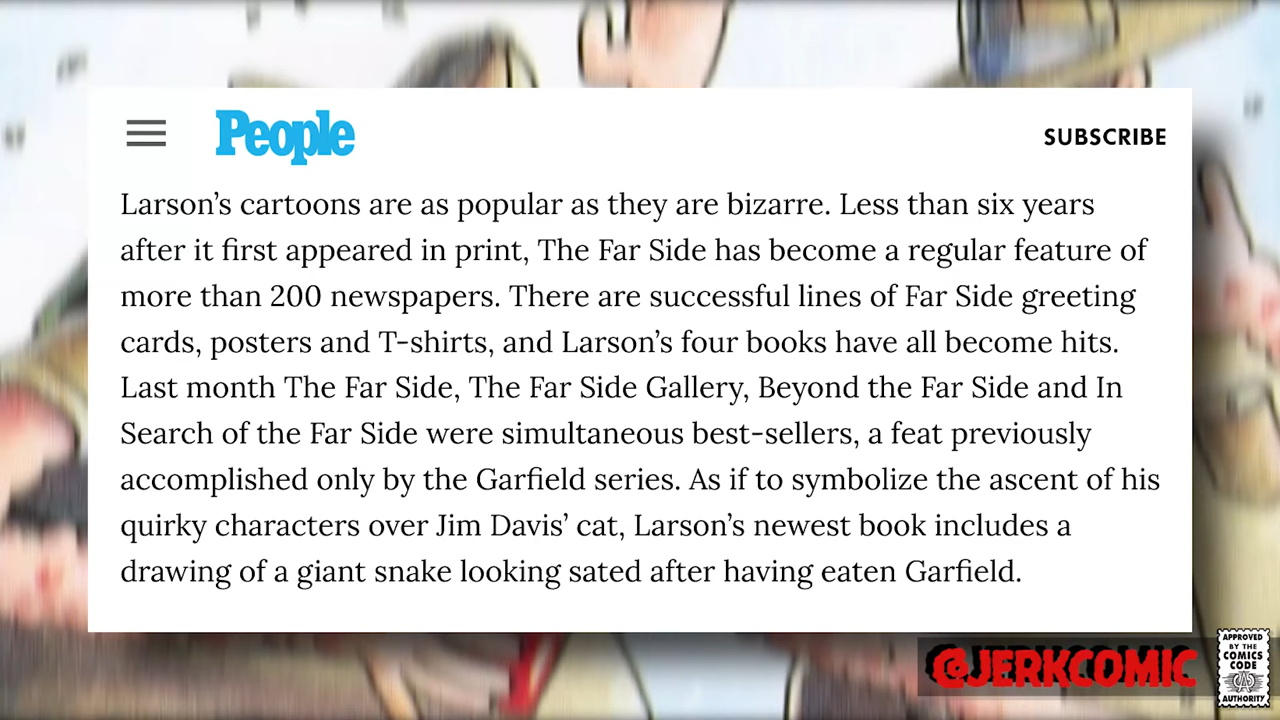 People
SUBSCRIBE
Larson’s cartoons are as popular as they are bizarre. Less than six years
after it first appeared in print, The Far Side has become a regular feature of
more than 200 newspapers. There are successful lines of Far Side greeting
cards, posters and T-shirts, and Larson’s four books have all become hits.
Last month The Far Side, The Far Side Gallery, Beyond the Far Side and In
Search of the Far Side were simultaneous best-sellers, a feat previously
accomplished only by the Garfield series. As if to symbolize the ascent of his
quirky characters over Jim Davis’ cat, Larson’s newest book includes a
drawing of a giant snake looking sated after having eaten Garfield.
@JERKCOMIC
APPROVED
BY THE
COMICS
CODE
AUTHORITY